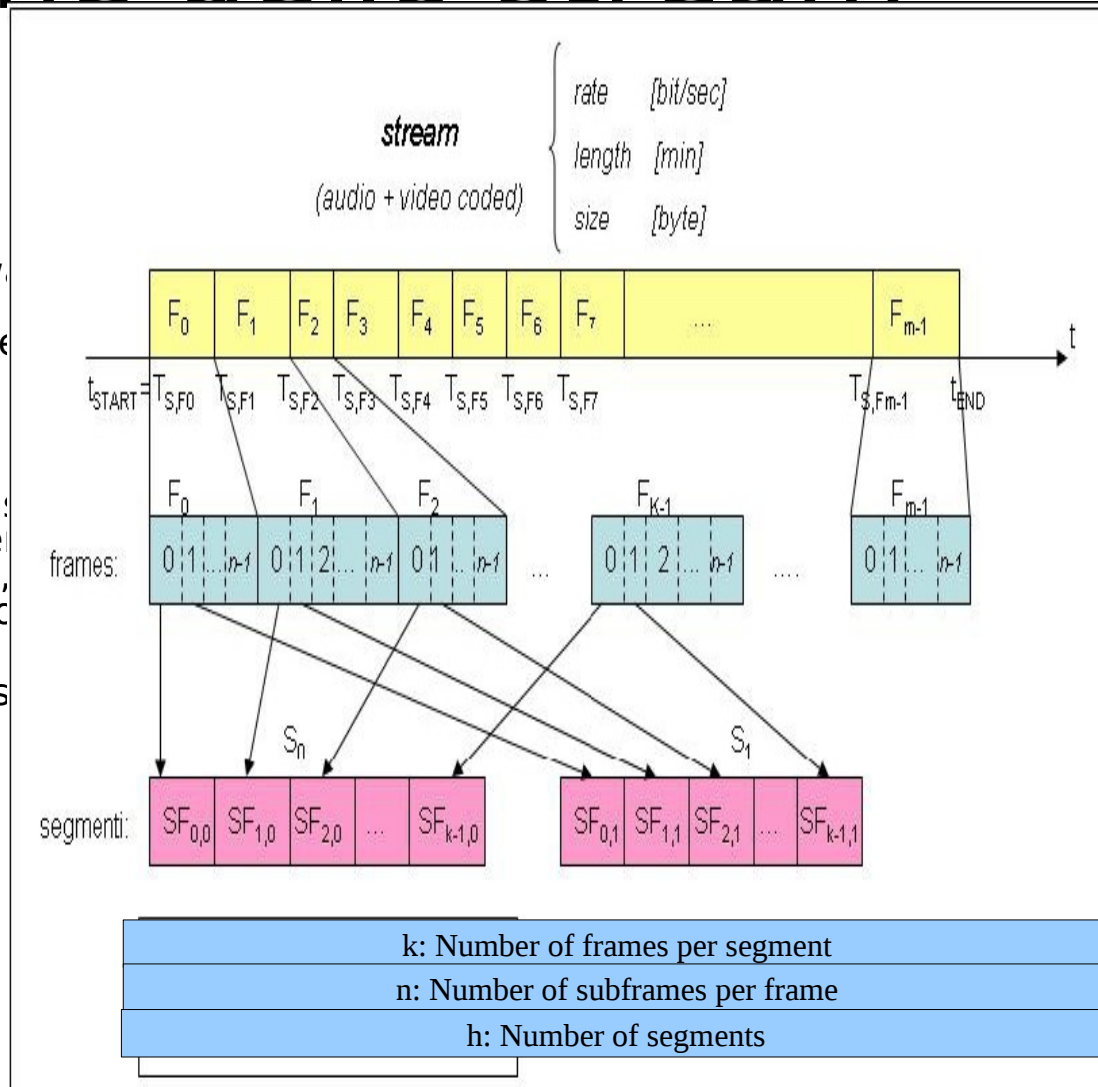 rate [bit/sec]
stream
length [min]
(audio + video coded)
size [byte]
F0 F1 F2 F3 F4 F5 F6 F7 ... Fm-1
t
tSTART= TS,F0 TS,F1 TS,F2 TS,F3 TS,F4 TS,F5 TS,F6 TS,F7 TS,Fm-1 tEND
F0 F1 F2 FK-1 Fm-1
frames: 0 1 ... n-1 0 1 2 ... n-1 0 1 ... n-1 ... 0 1 2 ... n-1 .... 0 1 ... n-1
Sn S1
segmenti: SF0,0 SF1,0 SF2,0 ... SFk-1,0 SF0,1 SF1,1 SF2,1 ... SFk-1,1
k: Number of frames per segment
n: Number of subframes per frame
h: Number of segments